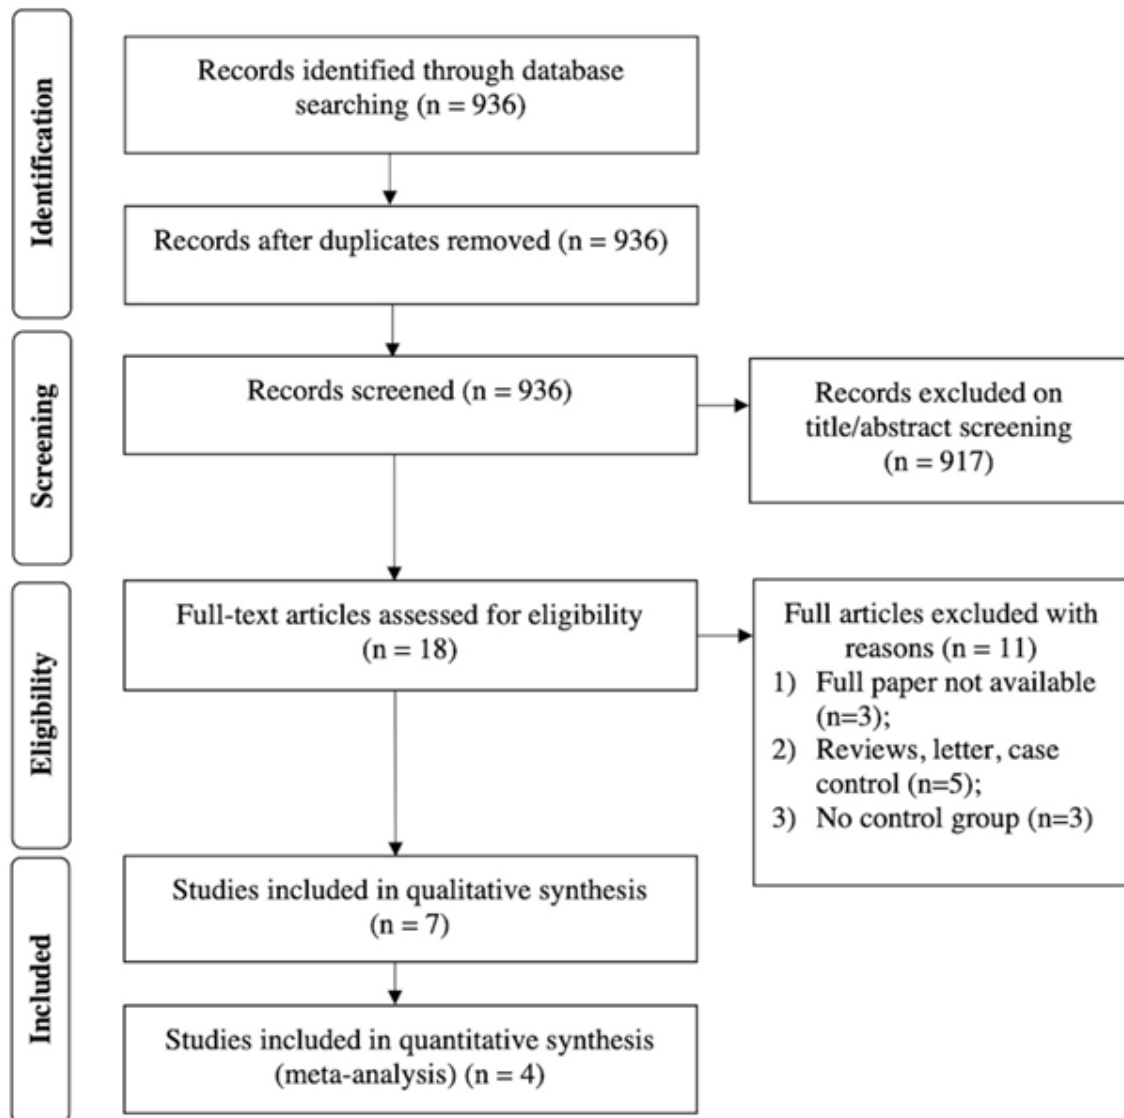 Identification
Records identified through database
searching (n = 936)
Records after duplicates removed (n = 936)
Screening
Records screened (n = 936)
Records excluded on
title/abstract screening
(n = 917)
Eligibility
Full-text articles assessed for eligibility
(n = 18)
Full articles excluded with
reasons (n = 11)
1) Full paper not available
(n=3);
2) Reviews, letter, case
control (n=5);
3) No control group (n=3)
Included
Studies included in qualitative synthesis
(n = 7)
Studies included in quantitative synthesis
(meta-analysis) (n = 4)